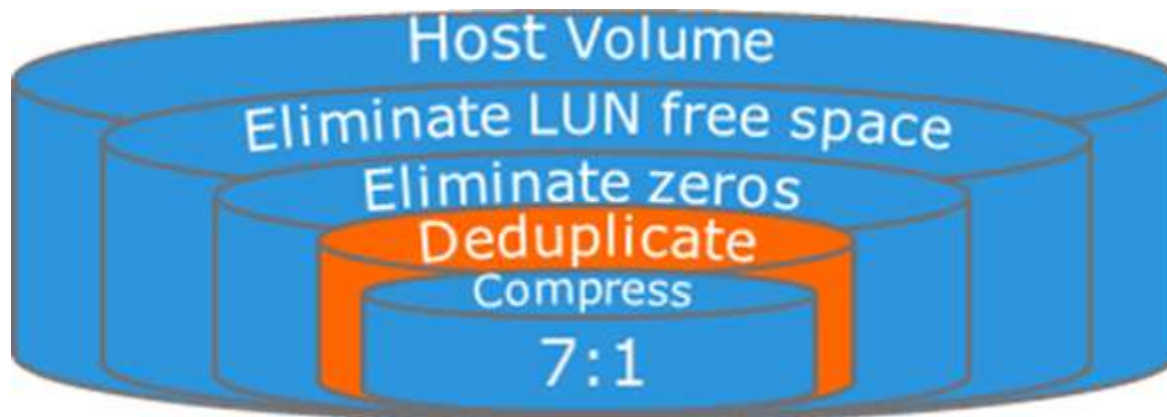 Host Volume
Eliminate LUN free space
Eliminate zeros
Deduplicate
Compress
7:1